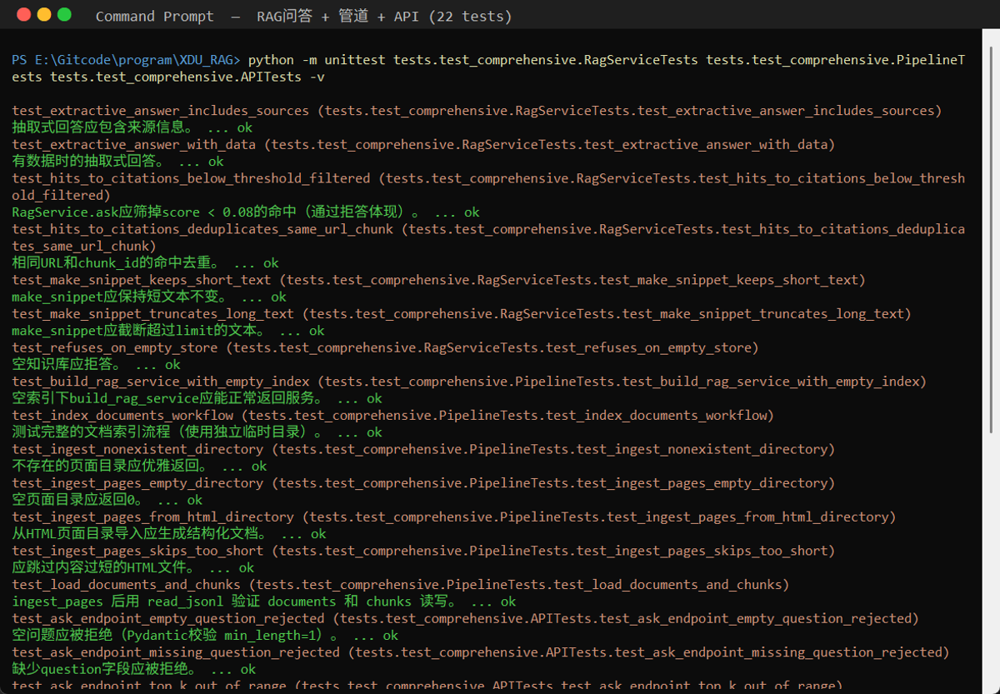 Command Prompt — RAG问答 + 管道 + API (22 tests)
PS E:\Gitcode\program\XDU_RAG> python -m unittest tests.test_comprehensive.RagServiceTests tests.test_comprehensive.PipelineT
ests tests.test_comprehensive.APITests -v
test_extractive_answer_includes_sources (tests.test_comprehensive.RagServiceTests.test_extractive_answer_includes_sources)
抽取式回答应包含来源信息。 ... ok
test_extractive_answer_with_data (tests.test_comprehensive.RagServiceTests.test_extractive_answer_with_data)
有数据时的抽取式回答。 ... ok
test_hits_to_citations_below_threshold_filtered (tests.test_comprehensive.RagServiceTests.test_hits_to_citations_below_thresh
old_filtered)
RagService.ask应筛掉score < 0.08的命中（通过拒答体现）。 ... ok
test_hits_to_citations_deduplicates_same_url_chunk (tests.test_comprehensive.RagServiceTests.test_hits_to_citations_deduplica
tes_same_url_chunk)
相同URL和chunk_id的命中去重。 ... ok
test_make_snippet_keeps_short_text (tests.test_comprehensive.RagServiceTests.test_make_snippet_keeps_short_text)
make_snippet应保持短文本不变。 ... ok
test_make_snippet_truncates_long_text (tests.test_comprehensive.RagServiceTests.test_make_snippet_truncates_long_text)
make_snippet应截断超过limit的文本。 ... ok
test_refuses_on_empty_store (tests.test_comprehensive.RagServiceTests.test_refuses_on_empty_store)
空知识库应拒答。 ... ok
test_build_rag_service_with_empty_index (tests.test_comprehensive.PipelineTests.test_build_rag_service_with_empty_index)
空索引下build_rag_service应能正常返回服务。 ... ok
test_index_documents_workflow (tests.test_comprehensive.PipelineTests.test_index_documents_workflow)
测试完整的文档索引流程（使用独立临时目录）。 ... ok
test_ingest_nonexistent_directory (tests.test_comprehensive.PipelineTests.test_ingest_nonexistent_directory)
不存在的页面目录应优雅返回。 ... ok
test_ingest_pages_empty_directory (tests.test_comprehensive.PipelineTests.test_ingest_pages_empty_directory)
空页面目录应返回0。 ... ok
test_ingest_pages_from_html_directory (tests.test_comprehensive.PipelineTests.test_ingest_pages_from_html_directory)
从HTML页面目录导入应生成结构化文档。 ... ok
test_ingest_pages_skips_too_short (tests.test_comprehensive.PipelineTests.test_ingest_pages_skips_too_short)
应跳过内容过短的HTML文件。 ... ok
test_load_documents_and_chunks (tests.test_comprehensive.PipelineTests.test_load_documents_and_chunks)
ingest_pages 后用 read_jsonl 验证 documents 和 chunks 读写。 ... ok
test_ask_endpoint_empty_question_rejected (tests.test_comprehensive.APITests.test_ask_endpoint_empty_question_rejected)
空问题应被拒绝（Pydantic校验 min_length=1）。 ... ok
test_ask_endpoint_missing_question_rejected (tests.test_comprehensive.APITests.test_ask_endpoint_missing_question_rejected)
缺少question字段应被拒绝。 ... ok
test_ask_endpoint_top_k_out_of_range (tests.test_comprehensive.APITests.test_ask_endpoint_top_k_out_of_range)